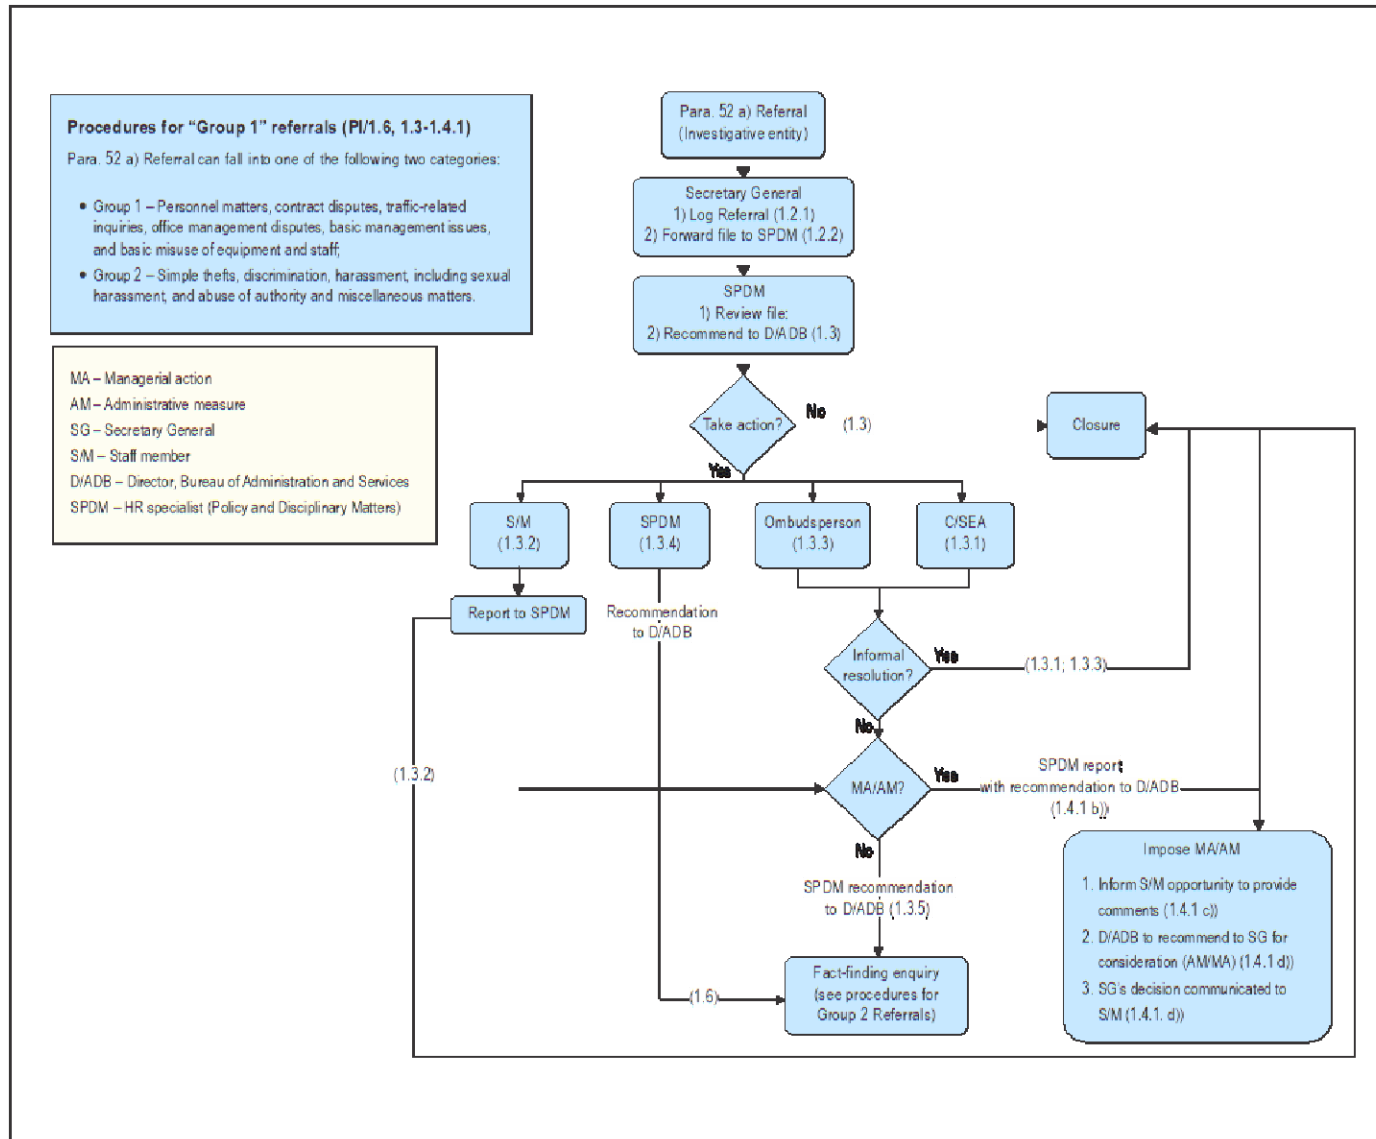 Procedures for “Group 1” referrals (PI/1.6, 1.3-1.4.1)
Para. 52 a) Referral can fall into one of the following two categories:
• Group 1 – Personnel matters, contract disputes, traffic-related
inquiries, office management disputes, basic management issues,
and basic misuse of equipment and staff;
• Group 2 – Simple thefts, discrimination, harassment, including sexual
harassment, and abuse of authority and miscellaneous matters.
MA – Managerial action
AM – Administrative measure
SG – Secretary General
S/M – Staff member
D/ADB – Director, Bureau of Administration and Services
SPDM – HR specialist (Policy and Disciplinary Matters)
Para. 52 a) Referral
(Investigative entity)
Secretary General
1) Log Referral (1.2.1)
2) Forward file to SPDM (1.2.2)
SPDM
1) Review file:
2) Recommend to D/ADB (1.3)
Take action?
No
(1.3)
Closure
Yes
S/M
(1.3.2)
SPDM
(1.3.4)
Ombudsperson
(1.3.3)
C/SEA
(1.3.1)
Report to SPDM
Recommendation
to D/ADB
Informal
resolution?
Yes
(1.3.1; 1.3.3)
No
(1.3.2)
MA/AM?
Yes
SPDM report
with recommendation to D/ADB
(1.4.1 b))
No
SPDM recommendation
to D/ADB (1.3.5)
(1.6)
Fact-finding enquiry
(see procedures for
Group 2 Referrals)
Impose MA/AM
1. Inform S/M opportunity to provide
comments (1.4.1 c))
2. D/ADB to recommend to SG for
consideration (AM/MA) (1.4.1 d))
3. SG's decision communicated to
S/M (1.4.1. d))